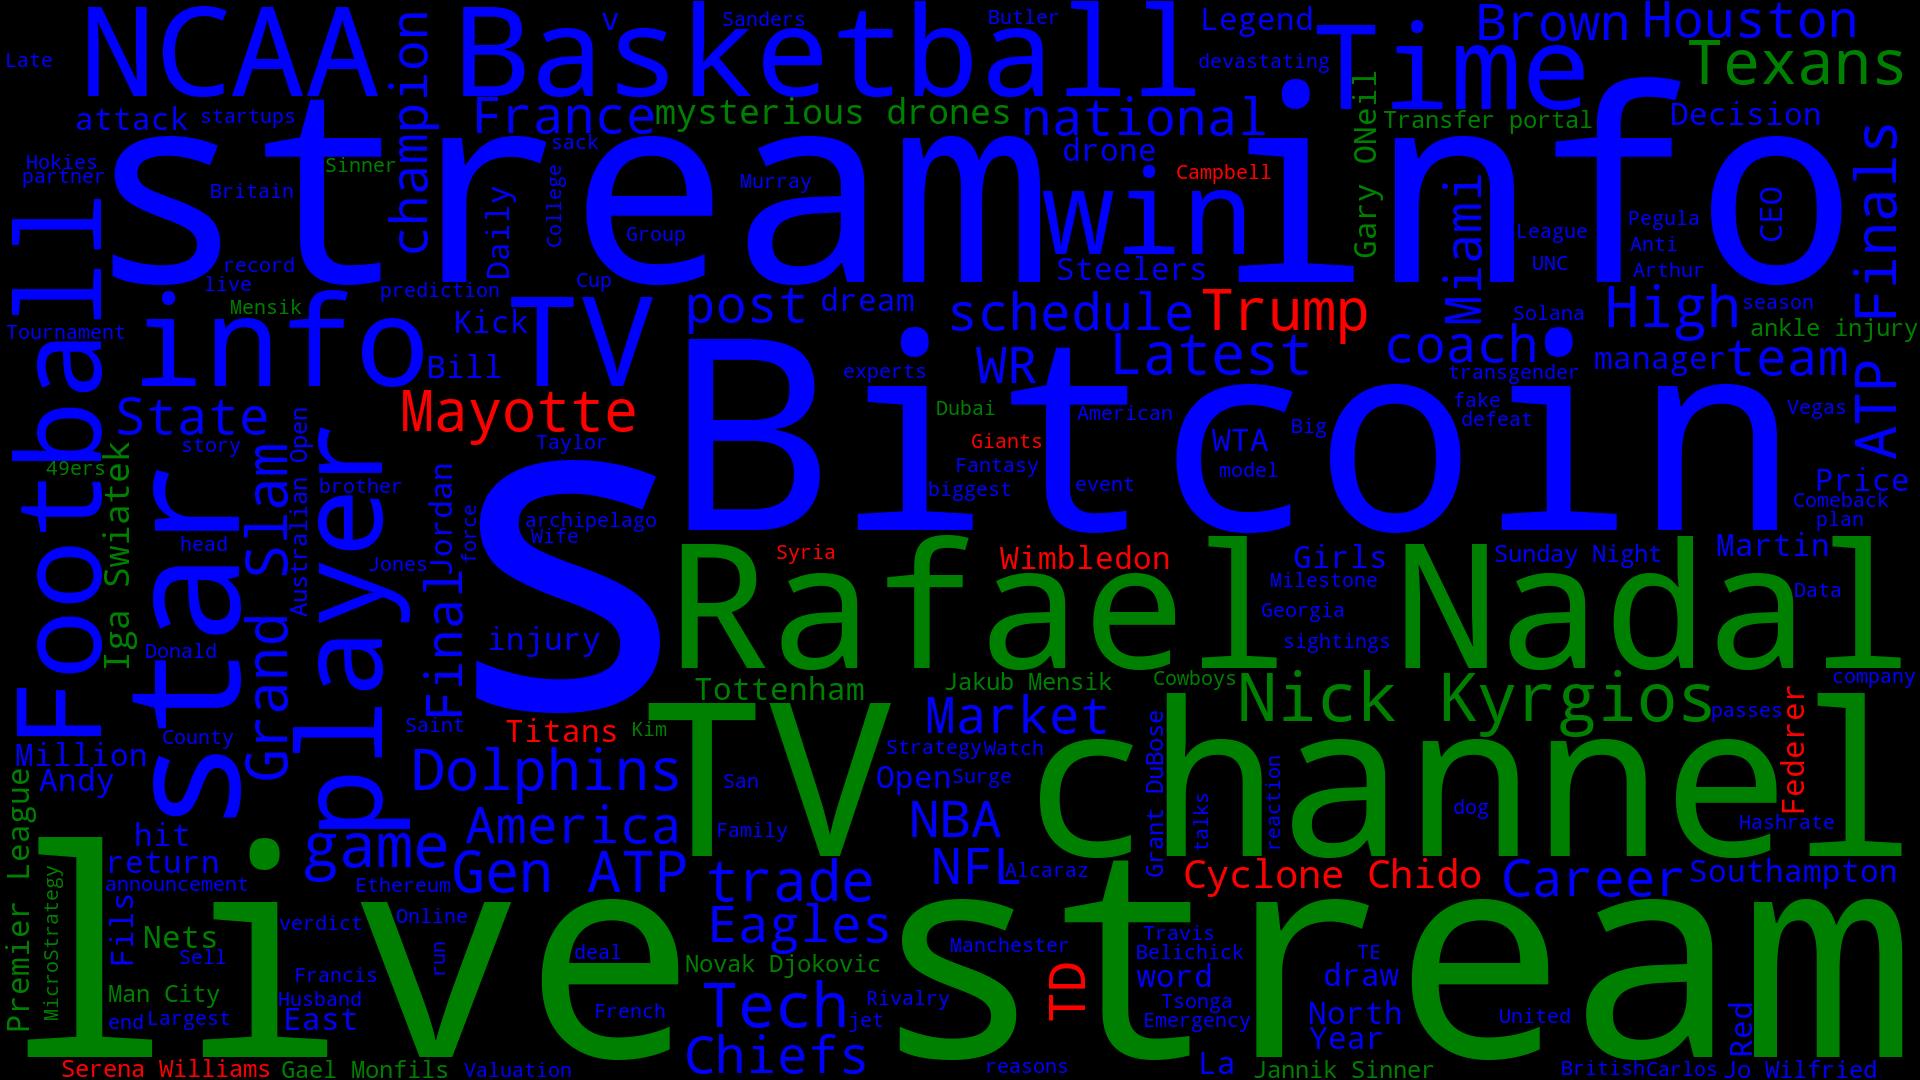 NCAA
Basketball
v
Sanders
Butler
Legend
Time
Brown
Houston
Late
devastating
Texans
champion
attack
startups
France
mysterious drones
national
Gary ONeill
Transfer portal
Decision
stream
info
Hokies
partner
Sinner
Britain
sack
College
Daily
Murray
Group
drone
Campbell
win
Miami
League
Pegula
Anti
Arthur
UNC
CEO
Finals
record
live
prediction
Cup
Steelers
Football
Tournament
Mensik
info
Kick
TV
Bill
post
dream
schedule
Trump
Solana
High
season
ankle injury
Latest
WR
coach
manager
team
transgender
experts
Bitcoin
State
story
Mayotte
Taylor
Dubai
American
Giants
Fantasy
biggest
event
WTA
model
Big
fake
defeat
Vegas
ATP
Price
Comeback
plan
49ers
Iga Swiatek
star
head
Grand Slam
Australian Open
player
brother
Jones
Jordan
force
Final
s
archipelago
Wife
injury
Donald
Syria
Wimbledon
Girls
Milestone
Georgia
sightings
Sunday Night
Martin
Data
Rafael Nadal
Tottenham
Jakub Mensik
Cowboys
Nick Kyrgios
company
passes
Federer
County
Saint
Titans
Kim
TV channel
Million
Andy
Dolphins
Market
Strategy
Watch
Open
Surge
San
Family
Grant DuBose
talks
reaction
dog
Hashrate
Premier League
MicroStrategy
hit
return
announcement
game
America
Gen ATP
Ethereum
NBA
NFL
Alcaraz
trade
Cyclone Chido
Career
Southampton
live stream
Fills
Nets
Sell
verdict
Online
run
Francis
Husband
East
Man City
end
Largest
deal
French
Eagles
Novak Djokovic
Manchester
Travis
Belichick
word
Tsonga
Emergency
TD
TE
draw
North
Year
United
Red
Tech
jet
Rivalry
Chiefs
reasons
La
Serena Williams
Gael Monfils
Valuation
Jannik Sinner
British
Carlos
Jo Wilfried